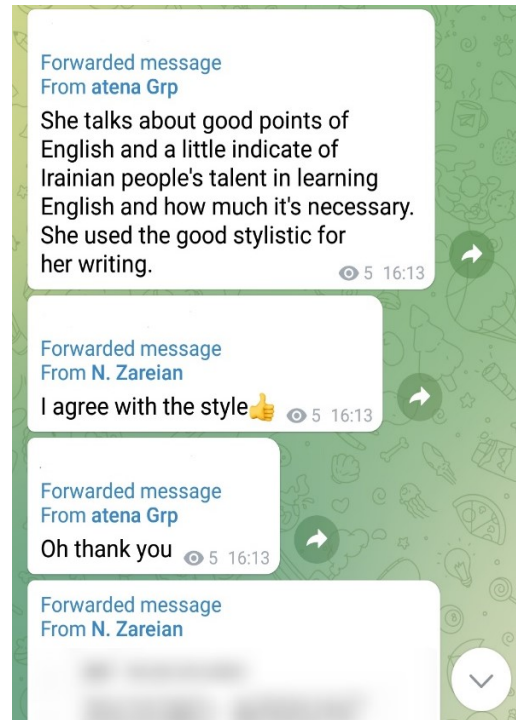 Forwarded message
From atena Grp
She talks about good points of
English and a little indicate of
Irainian people's talent in learning
English and how much it's necessary.
She used the good stylistic for
her writing.
5 16:13
Forwarded message
From N. Zareian
I agree with the style👍 5 16:13
Forwarded message
From atena Grp
Oh thank you 5 16:13
Forwarded message
From N. Zareian